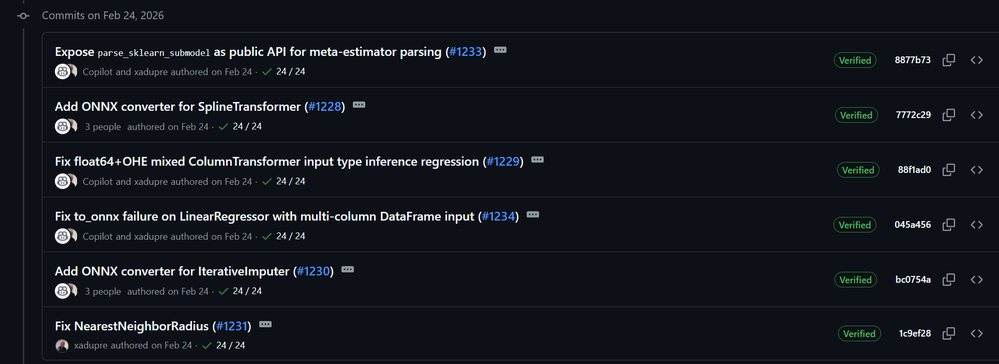 Commits on Feb 24, 2026
Expose parse_sklearn_submodel as public API for meta-estimator parsing (#1233)
Copilot and xadupre authored on Feb 24 · 24 / 24
Verified
8877b73
Add ONNX converter for SplineTransformer (#1228)
3 people authored on Feb 24 · 24 / 24
Verified
7772c29
Fix float64+OHE mixed ColumnTransformer input type inference regression (#1229)
Copilot and xadupre authored on Feb 24 · 24 / 24
Verified
88f1ad0
Fix to_onnx failure on LinearRegressor with multi-column DataFrame input (#1234)
Copilot and xadupre authored on Feb 24 · 24 / 24
Verified
045a456
Add ONNX converter for IterativeImputer (#1230)
3 people authored on Feb 24 · 24 / 24
Verified
bc0754a
Fix NearestNeighborRadius (#1231)
xadupre authored on Feb 24 · 24 / 24
Verified
1c9ef28